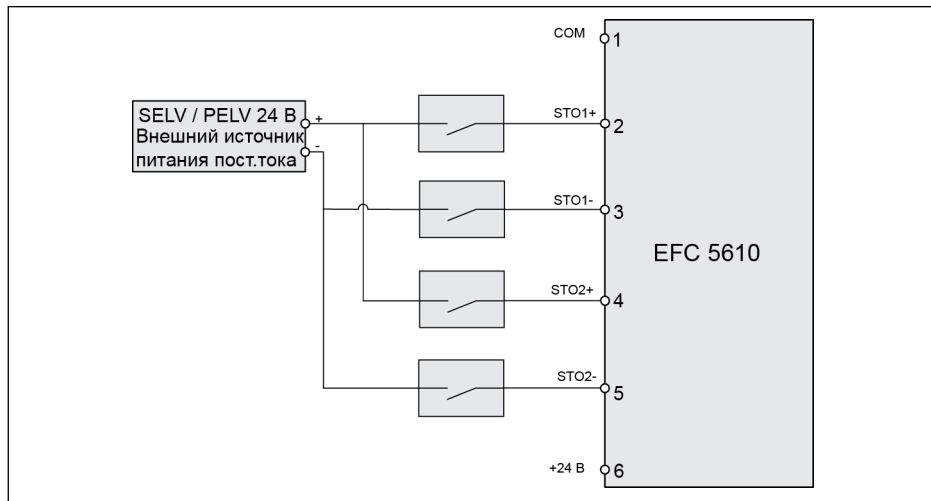 COM
1
SELV / PELV 24 В
+
STO1+
2
Внешний источник
-
питания пост.тока
STO1-
3
EFC 5610
STO2+
4
STO2-
5
+24 В
6